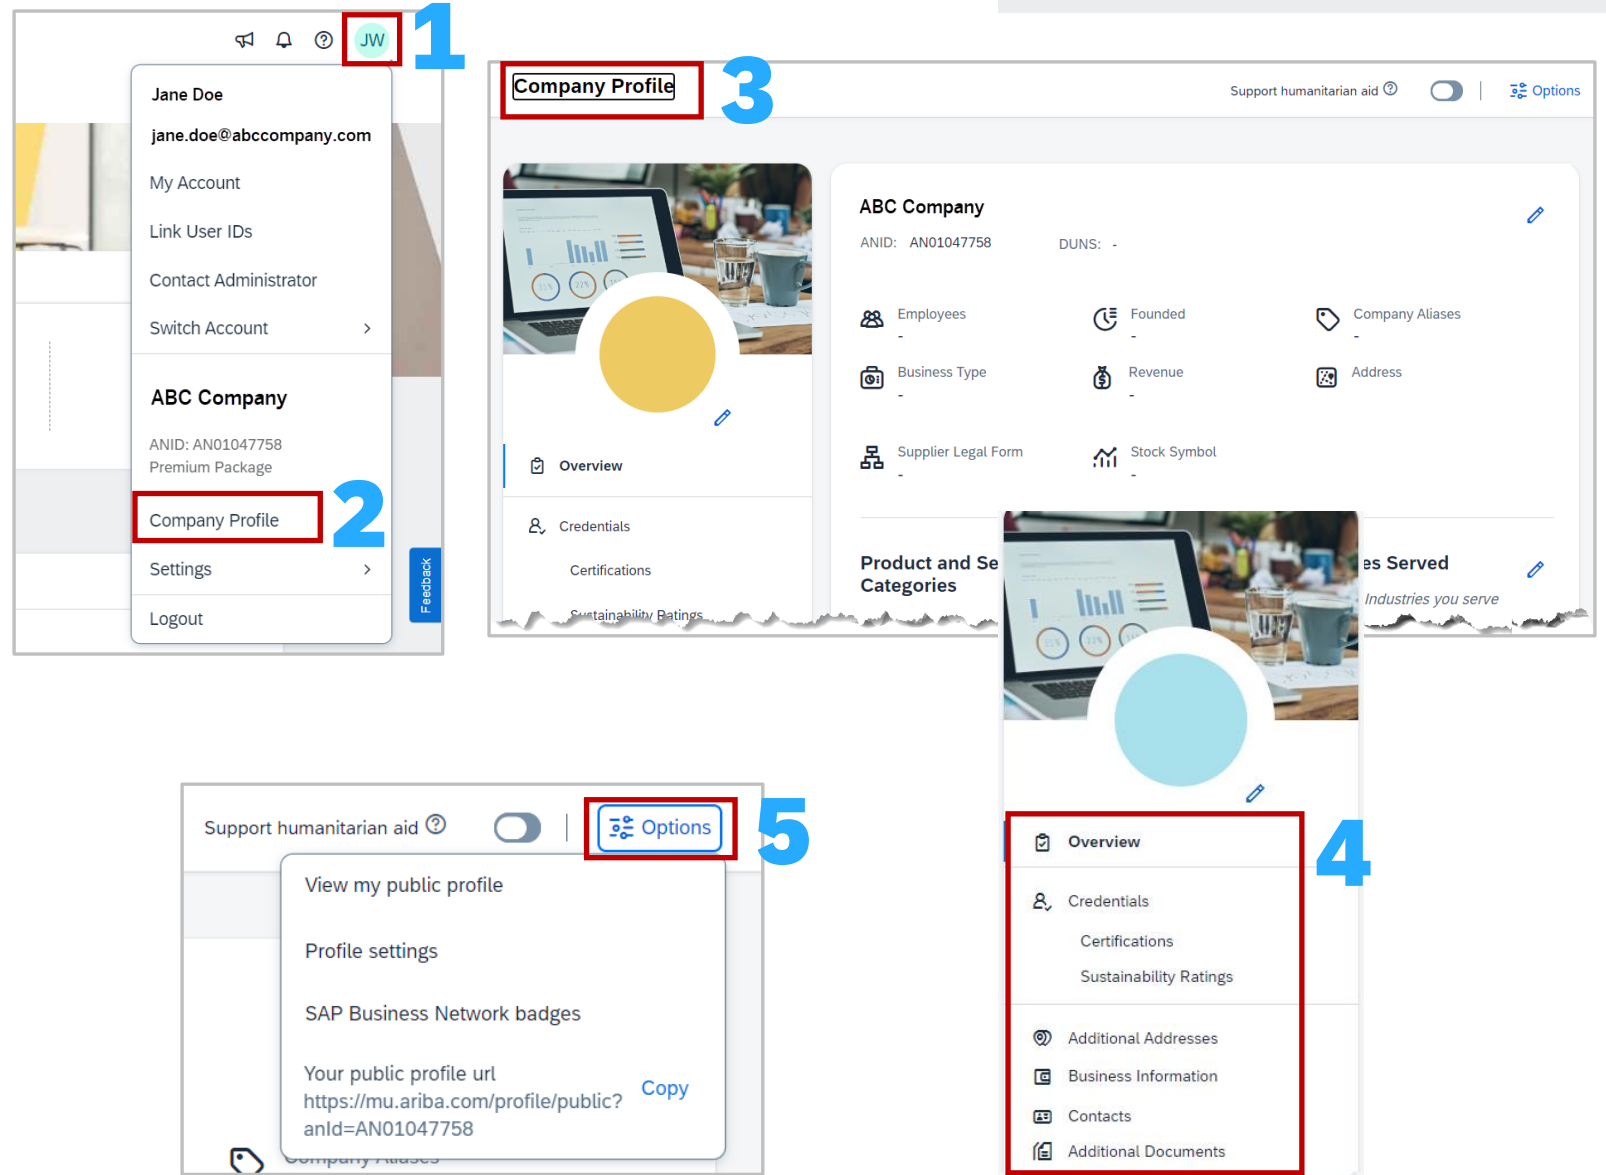 JW
1
Jane Doe
jane.doe@abccompany.com
My Account
Link User IDs
Contact Administrator
Switch Account
ABC Company
ANID: AN01047758
Premium Package
Company Profile
2
Settings
Logout
Feedback
Company Profile
3
Support humanitarian aid
Options
ABC Company
ANID: AN01047758
DUNS: -
Employees
-
Founded
-
Company Aliases
-
Business Type
-
Revenue
-
Address
Supplier Legal Form
-
Stock Symbol
-
Overview
Credentials
Certifications
Sustainability Ratings
Product and Se
Categories
es Served
Industries you serve
4
Overview
Credentials
Certifications
Sustainability Ratings
Additional Addresses
Business Information
Contacts
Additional Documents
Support humanitarian aid
Options
5
View my public profile
Profile settings
SAP Business Network badges
Your public profile url
https://mu.ariba.com/profile/public?
anId=AN01047758
Copy
Company Aliases